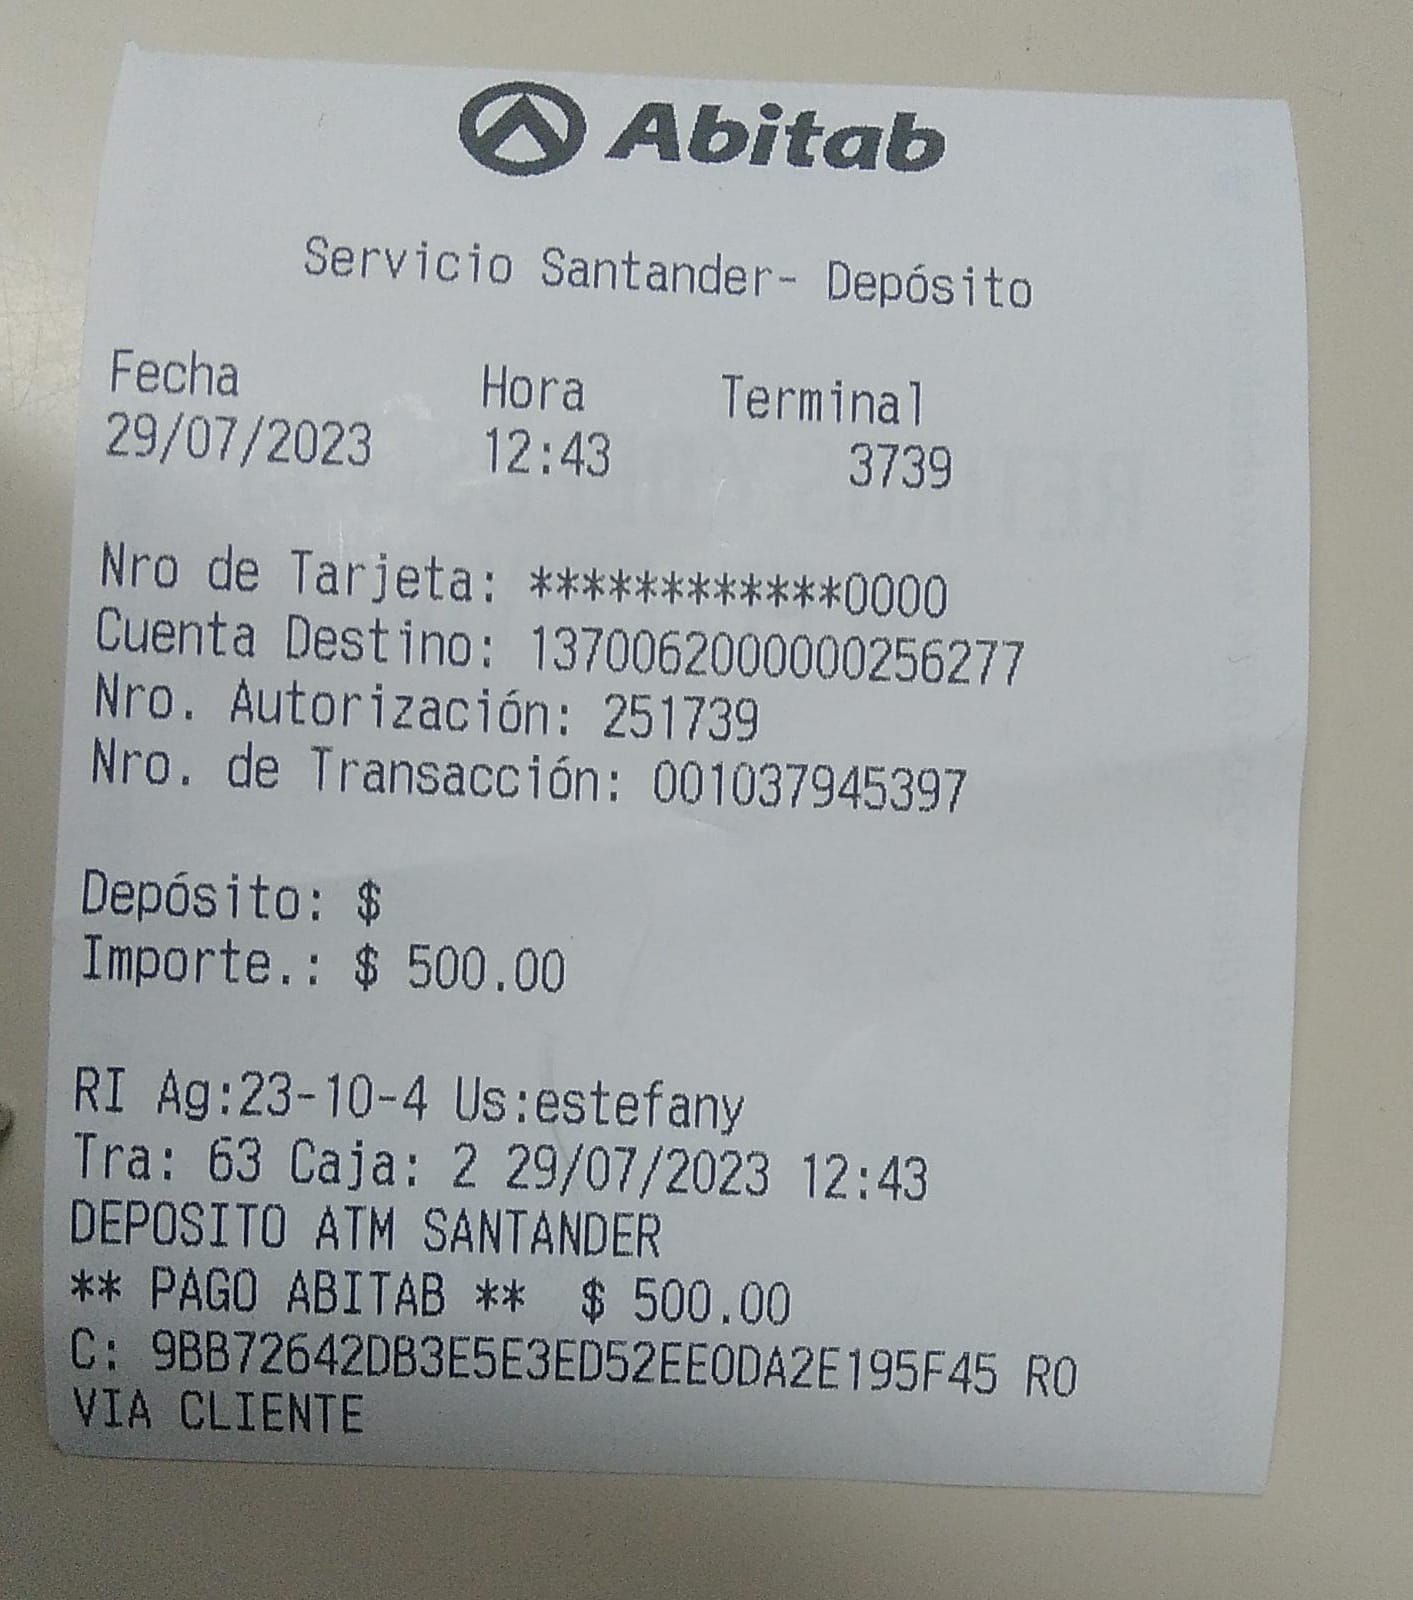 Abitab
Servicio Santander- Depósito
Fecha Hora Terminal
29/07/2023 12:43 3739
Nro de Tarjeta: ************0000
Cuenta Destino: 1370062000000256277
Nro. Autorización: 251739
Nro. de Transacción: 001037945397
Depósito: $
Importe.: $ 500.00
RI Ag:23-10-4 Us:estefany
Tra: 63 Caja: 2 29/07/2023 12:43
DEPOSITO ATM SANTANDER
** PAGO ABITAB ** $ 500.00
C: 9BB72642DB3E5E3ED52EE0DA2E195F45 RO
VIA CLIENTE